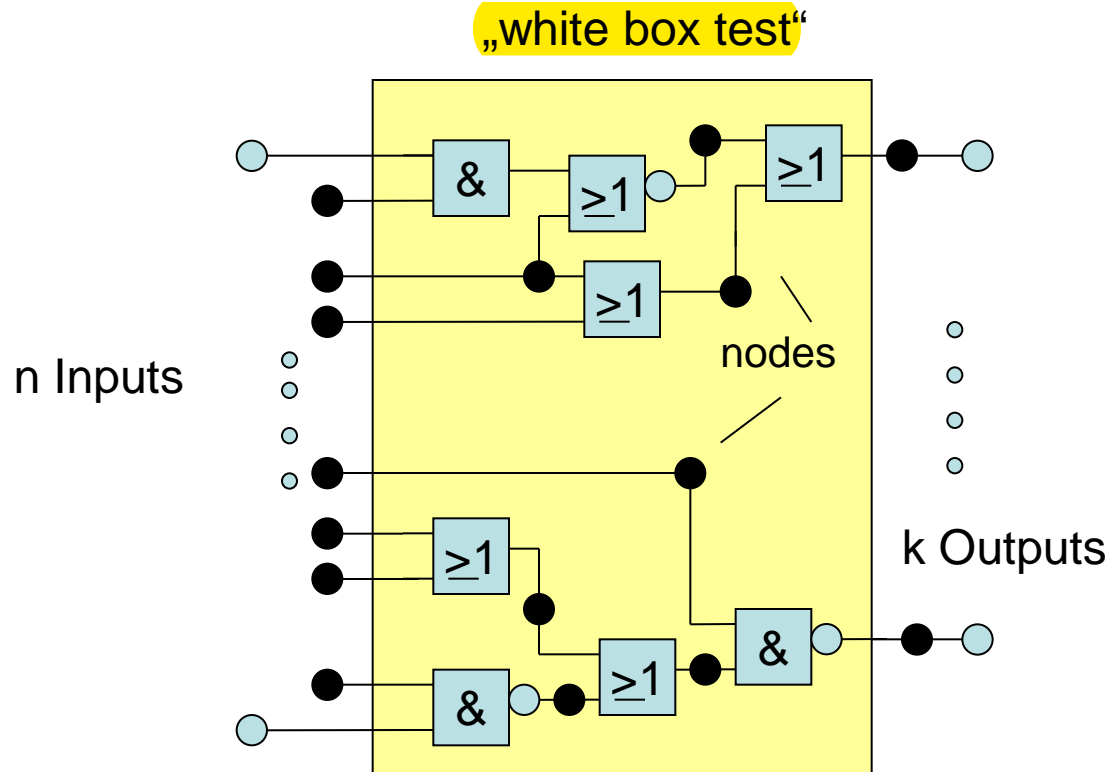 „white box test“
&
≥1
≥1
≥1
nodes
n Inputs
≥1
k Outputs
&
≥1
&